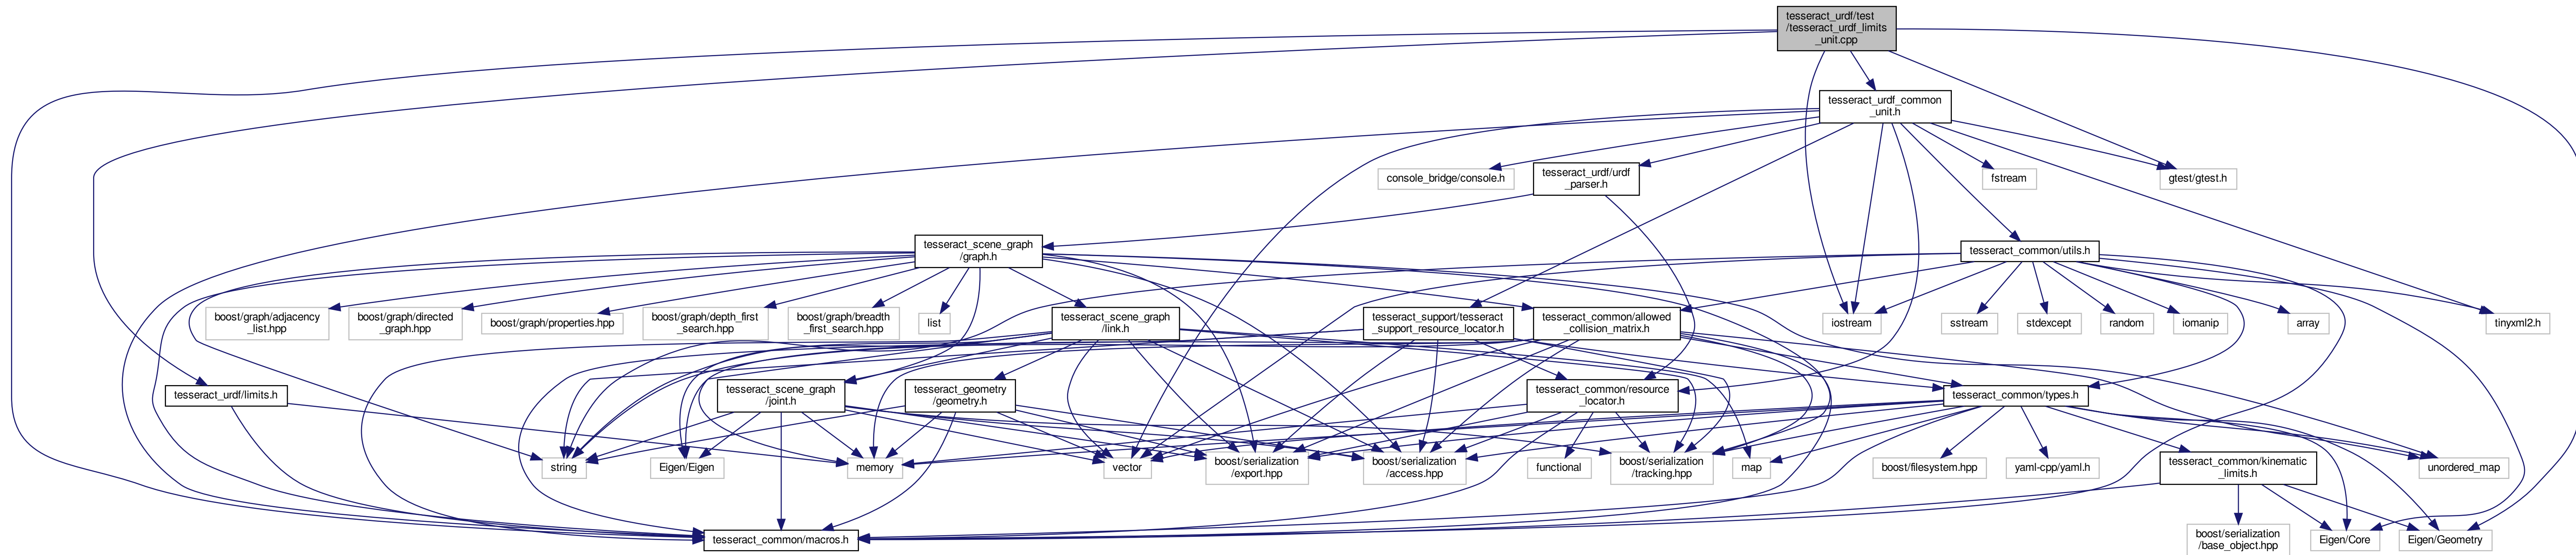 tesseract_urdf/test
/tesseract_urdf_limits
_unit.cpp
tesseract_urdf_common
_unit.h
console_bridge/console.h
tesseract_urdf/urdf
_parser.h
fstream
gtest/gtest.h
tesseract_scene_graph
/graph.h
tesseract_common/utils.h
boost/graph/adjacency
_list.hpp
boost/graph/directed
_graph.hpp
boost/graph/properties.hpp
boost/graph/depth_first
_search.hpp
boost/graph/breadth
_first_search.hpp
list
tesseract_scene_graph
/link.h
tesseract_support/tesseract
_support_resource_locator.h
tesseract_common/allowed
_collision_matrix.h
iostream
sstream
stdexcept
random
iomanip
array
tinyxml2.h
tesseract_urdf/limits.h
tesseract_scene_graph
/joint.h
tesseract_geometry
/geometry.h
tesseract_common/resource
_locator.h
tesseract_common/types.h
string
Eigen/Eigen
memory
vector
boost/serialization
/export.hpp
boost/serialization
/access.hpp
functional
boost/serialization
/tracking.hpp
map
boost/filesystem.hpp
yaml-cpp/yaml.h
tesseract_common/kinematic
_limits.h
unordered_map
tesseract_common/macros.h
boost/serialization
/base_object.hpp
Eigen/Core
Eigen/Geometry